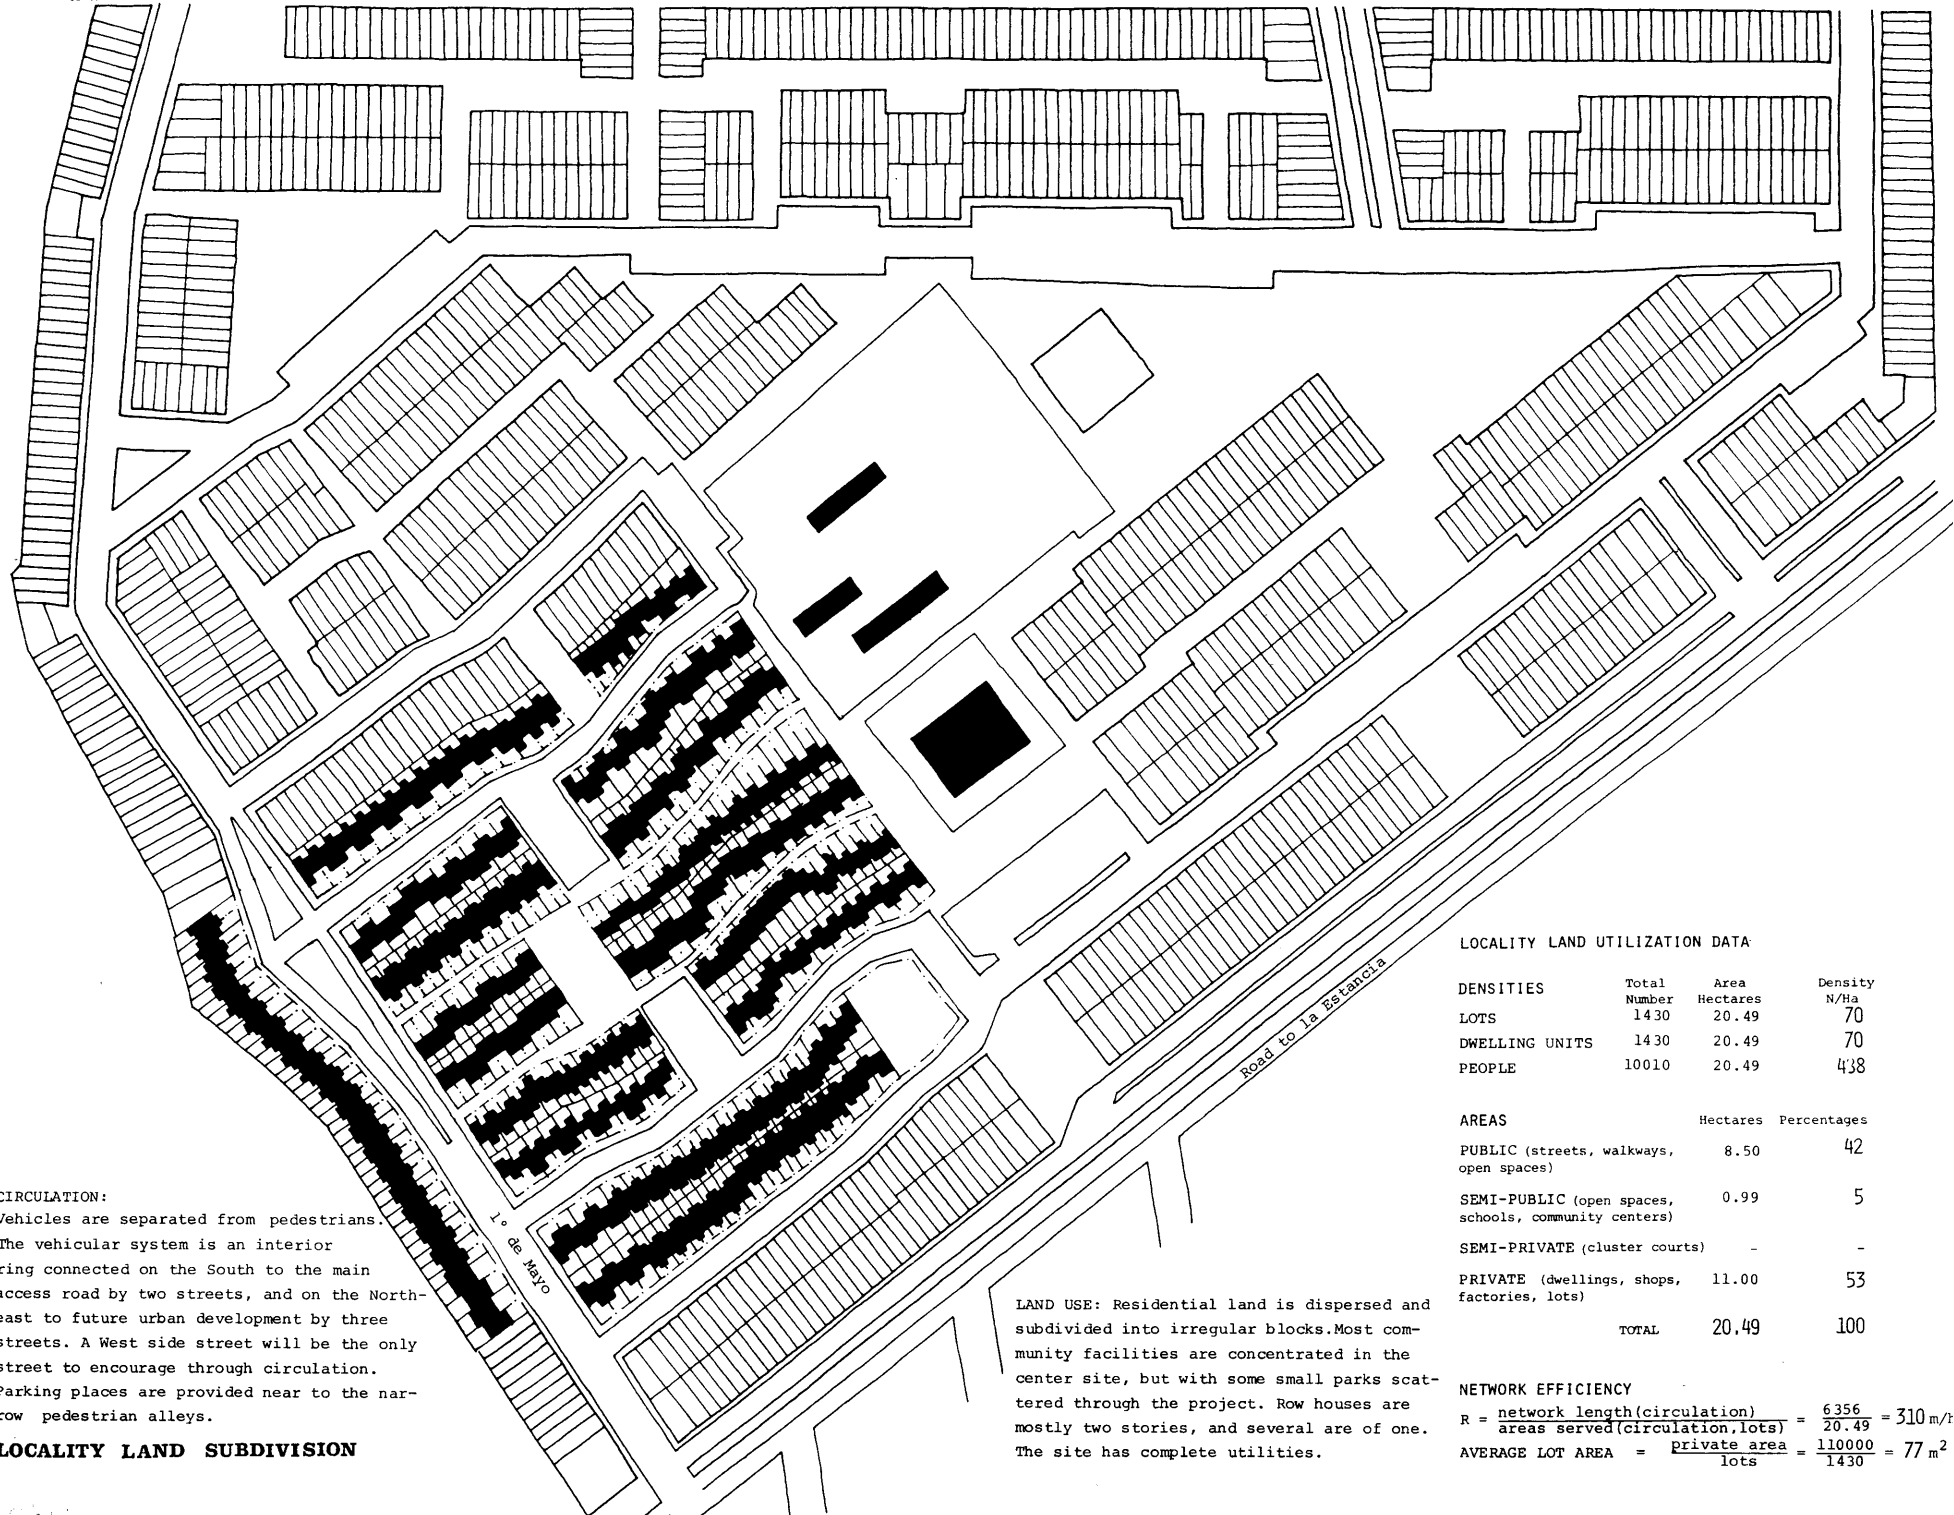 CIRCULATION:
Vehicles are separated from pedestrians.
The vehicular system is an interior
ring connected on the South to the main
access road by two streets, and on the North-
east to future urban development by three
streets. A West side street will be the only
street to encourage through circulation.
Parking places are provided near to the nar-
row pedestrian alleys.
LOCALITY LAND SUBDIVISION
1° de Mayo
Road to la Estancia
LAND USE: Residential land is dispersed and
subdivided into irregular blocks.Most com-
munity facilities are concentrated in the
center site, but with some small parks scat-
tered through the project. Row houses are
mostly two stories, and several are of one.
The site has complete utilities.
LOCALITY LAND UTILIZATION DATA
DENSITIES Total Area Density
Number Hectares N/Ha
LOTS 1430 20.49 70
DWELLING UNITS 1430 20.49 70
PEOPLE 10010 20.49 438
AREAS Hectares Percentages
PUBLIC (streets, walkways, 8.50 42
open spaces)
SEMI-PUBLIC (open spaces, 0.99 5
schools, community centers)
SEMI-PRIVATE (cluster courts) - -
PRIVATE (dwellings, shops, 11.00 53
factories, lots)
TOTAL 20.49 100
NETWORK EFFICIENCY
R = network length(circulation) / areas served(circulation,lots) = 6356 / 20.49 = 310 m/h
AVERAGE LOT AREA = private area / lots = 110000 / 1430 = 77 m²